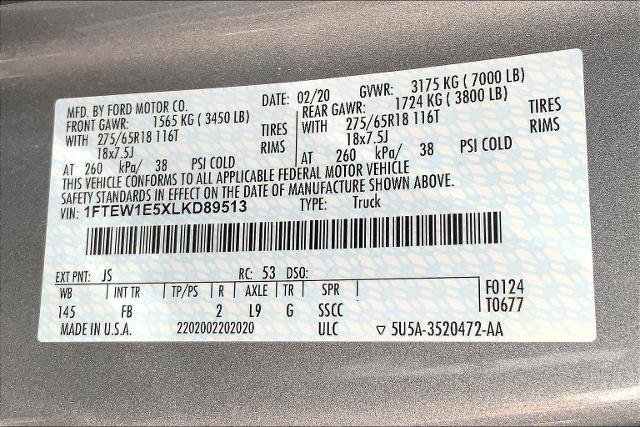 MFD. BY FORD MOTOR CO. DATE: 02/20 GVWR: 3175 KG ( 7000 LB)
FRONT GAWR: 1565 KG ( 3450 LB) REAR GAWR: 1724 KG ( 3800 LB)
WITH 275/65R18 116T TIRES WITH 275/65R18 116T TIRES
18x7.5J RIMS 18x7.5J RIMS
AT 260 kPa/ 38 PSI COLD AT 260 kPa/ 38 PSI COLD
THIS VEHICLE CONFORMS TO ALL APPLICABLE FEDERAL MOTOR VEHICLE
SAFETY STANDARDS IN EFFECT ON THE DATE OF MANUFACTURE SHOWN ABOVE.
VIN: 1FTEW1E5XLKD89513 TYPE: Truck
EXT PNT: JS RC: 53 DSO:
WB INT TR TP/PS R AXLE TR SPR F0124
145 FB 2 L9 G SSCC T0677
MADE IN U.S.A. 2202002202020 ULC ▽ 5U5A-3520472-AA